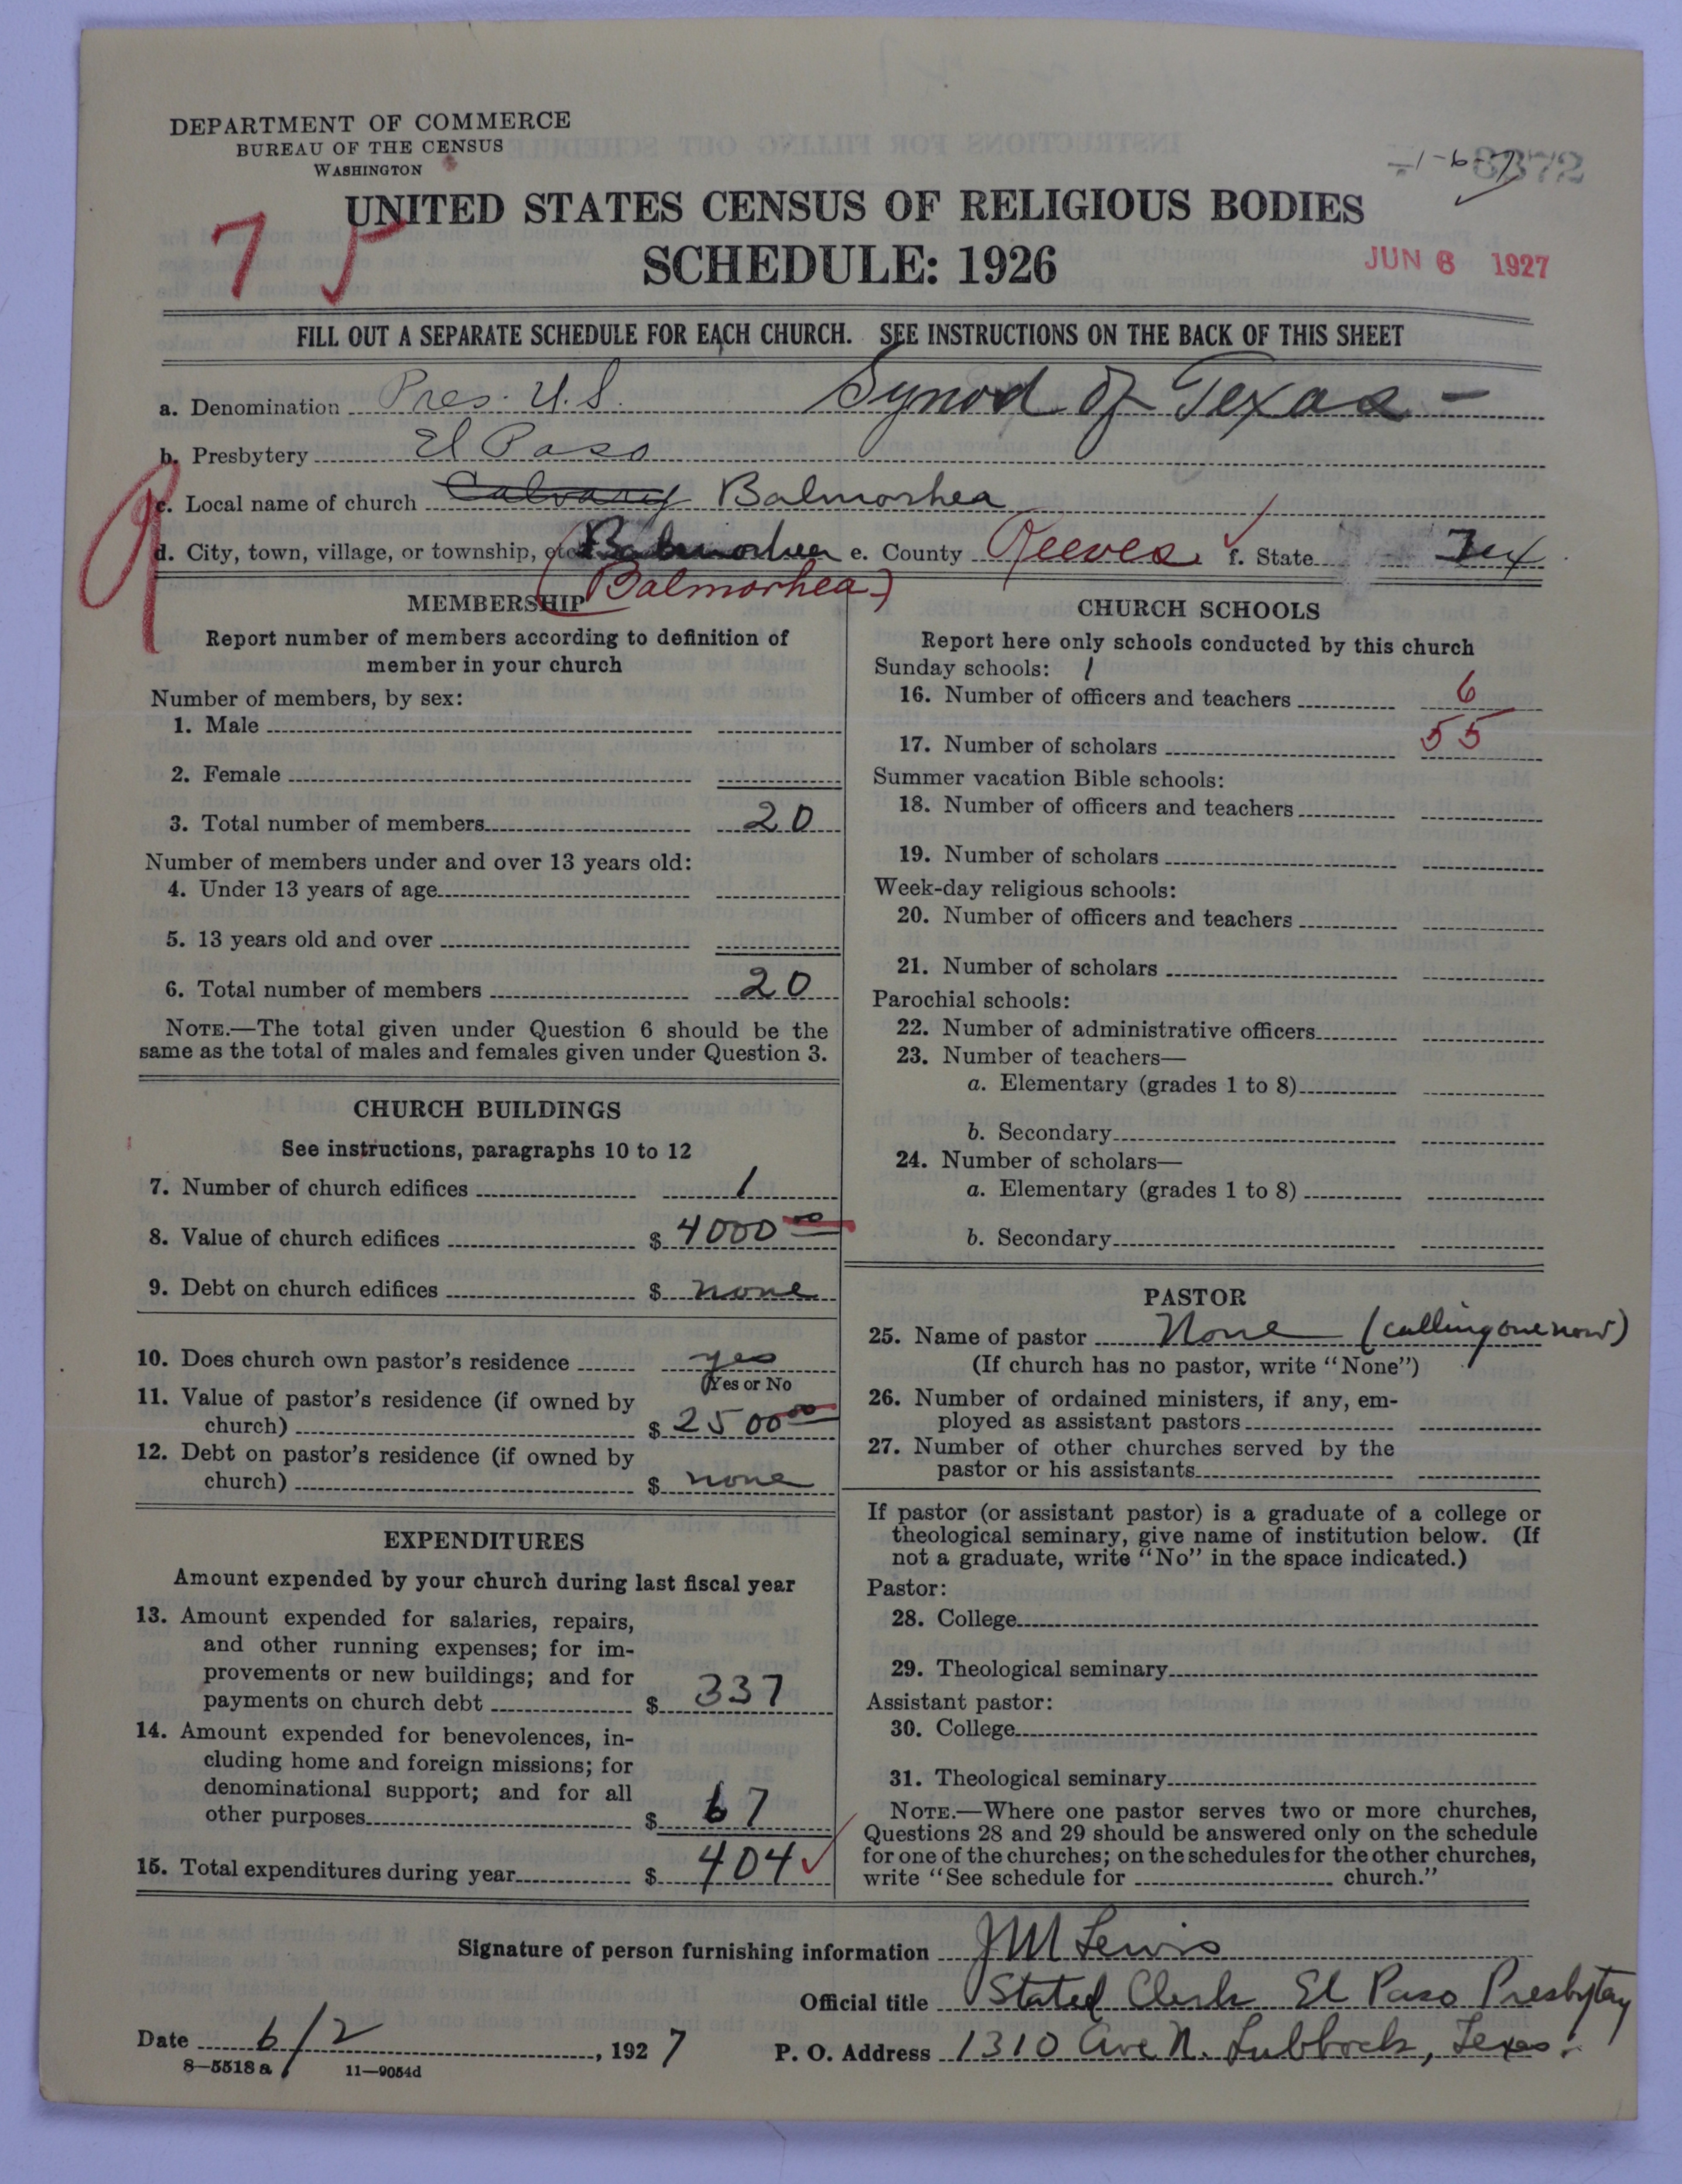 DEPARTMENT OF COMMERCE
BUREAU OF THE CENSUS
WASHINGTON
8372
UNITED STATES CENSUS OF RELIGIOUS BODIES
75
SCHEDULE: 1926
JUN 6 1927
FILL OUT A SEPARATE SCHEDULE FOR EACH CHURCH. SEE INSTRUCTIONS ON THE BACK OF THIS SHEET
a. Denomination Pres. U.S. Synod of Texas -
b. Presbytery El Paso
9
c. Local name of church Calvary Balmorhea
d. City, town, village, or township, etc. Balmorhea e. County Reeves f. State Tex
(Balmorhea)
MEMBERSHIP
Report number of members according to definition of
member in your church
Number of members, by sex:
1. Male
2. Female
3. Total number of members 20
Number of members under and over 13 years old:
4. Under 13 years of age
5. 13 years old and over
6. Total number of members 20
NOTE.—The total given under Question 6 should be the
same as the total of males and females given under Question 3.
CHURCH BUILDINGS
See instructions, paragraphs 10 to 12
7. Number of church edifices 1
8. Value of church edifices $ 4000 00
9. Debt on church edifices $ none
10. Does church own pastor's residence yes
(Yes or No
11. Value of pastor's residence (if owned by
church) $ 2500 00
12. Debt on pastor's residence (if owned by
church) $ none
EXPENDITURES
Amount expended by your church during last fiscal year
13. Amount expended for salaries, repairs,
and other running expenses; for im-
provements or new buildings; and for
payments on church debt $ 337
14. Amount expended for benevolences, in-
cluding home and foreign missions; for
denominational support; and for all
other purposes $ 67
15. Total expenditures during year $ 404
CHURCH SCHOOLS
Report here only schools conducted by this church
Sunday schools: 1
16. Number of officers and teachers 6
17. Number of scholars 55
Summer vacation Bible schools:
18. Number of officers and teachers
19. Number of scholars
Week-day religious schools:
20. Number of officers and teachers
21. Number of scholars
Parochial schools:
22. Number of administrative officers
23. Number of teachers—
a. Elementary (grades 1 to 8)
b. Secondary
24. Number of scholars—
a. Elementary (grades 1 to 8)
b. Secondary
PASTOR
25. Name of pastor None (calling one now)
(If church has no pastor, write "None")
26. Number of ordained ministers, if any, em-
ployed as assistant pastors
27. Number of other churches served by the
pastor or his assistants
If pastor (or assistant pastor) is a graduate of a college or
theological seminary, give name of institution below. (If
not a graduate, write "No" in the space indicated.)
Pastor:
28. College
29. Theological seminary
Assistant pastor:
30. College
31. Theological seminary
NOTE.—Where one pastor serves two or more churches,
Questions 28 and 29 should be answered only on the schedule
for one of the churches; on the schedules for the other churches,
write "See schedule for church."
Signature of person furnishing information J M Lewis
Official title Stated Clerk El Paso Presbytery
Date 6/2, 1927 P. O. Address 1310 Ave N. Lubbock, Texas.
8-5518 a 11-9054d